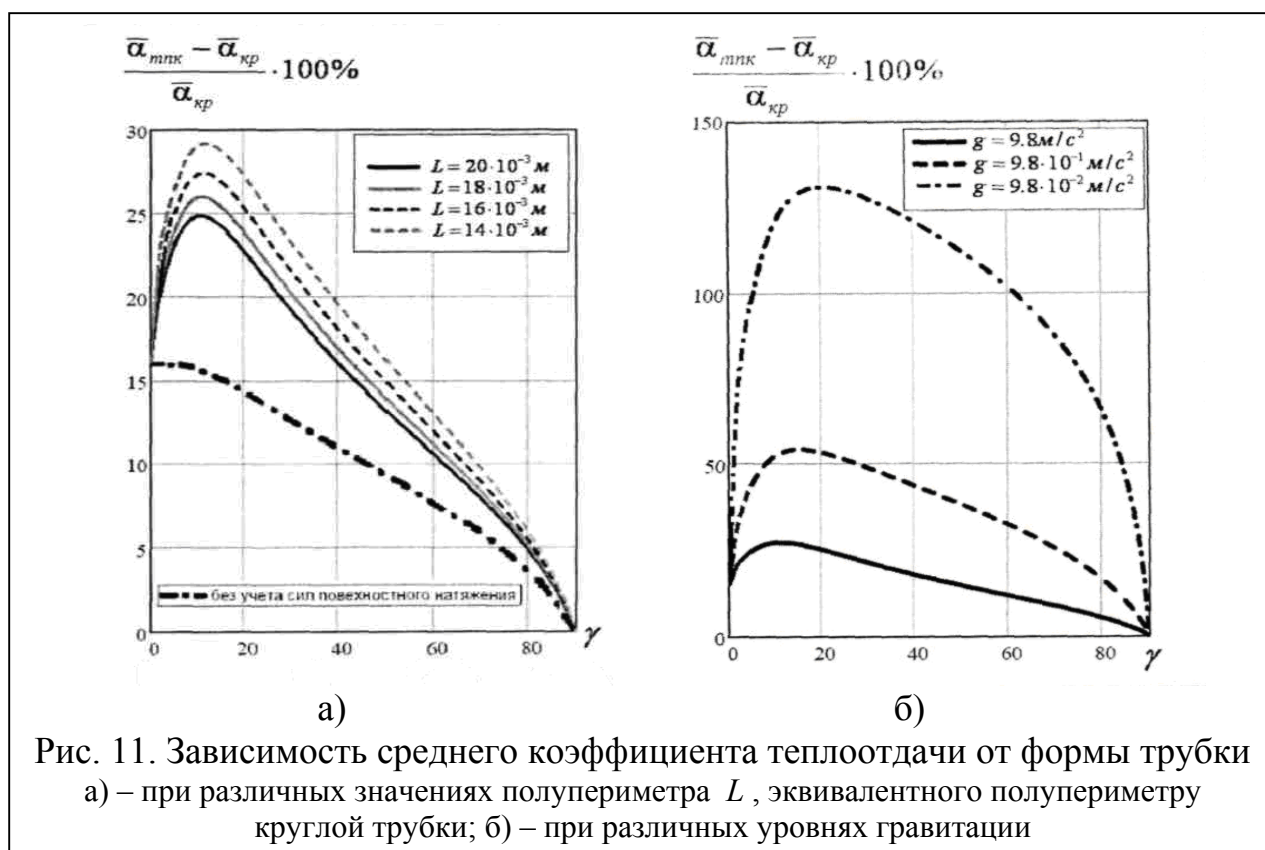 ᾱ_тпк − ᾱ_кр / ᾱ_кр · 100%
30
25
20
15
10
5
0
L = 20·10⁻³ м
L = 18·10⁻³ м
L = 16·10⁻³ м
L = 14·10⁻³ м
без учета сил повехностного натяжения
0 20 40 60 80 γ
а)
ᾱ_тпк − ᾱ_кр / ᾱ_кр · 100%
150
100
50
0
g = 9.8м/с²
g = 9.8·10⁻¹ м/с²
g = 9.8·10⁻² м/с²
0 20 40 60 80 γ
б)
Рис. 11. Зависимость среднего коэффициента теплоотдачи от формы трубки
а) – при различных значениях полупериметра L , эквивалентного полупериметру
круглой трубки; б) – при различных уровнях гравитации